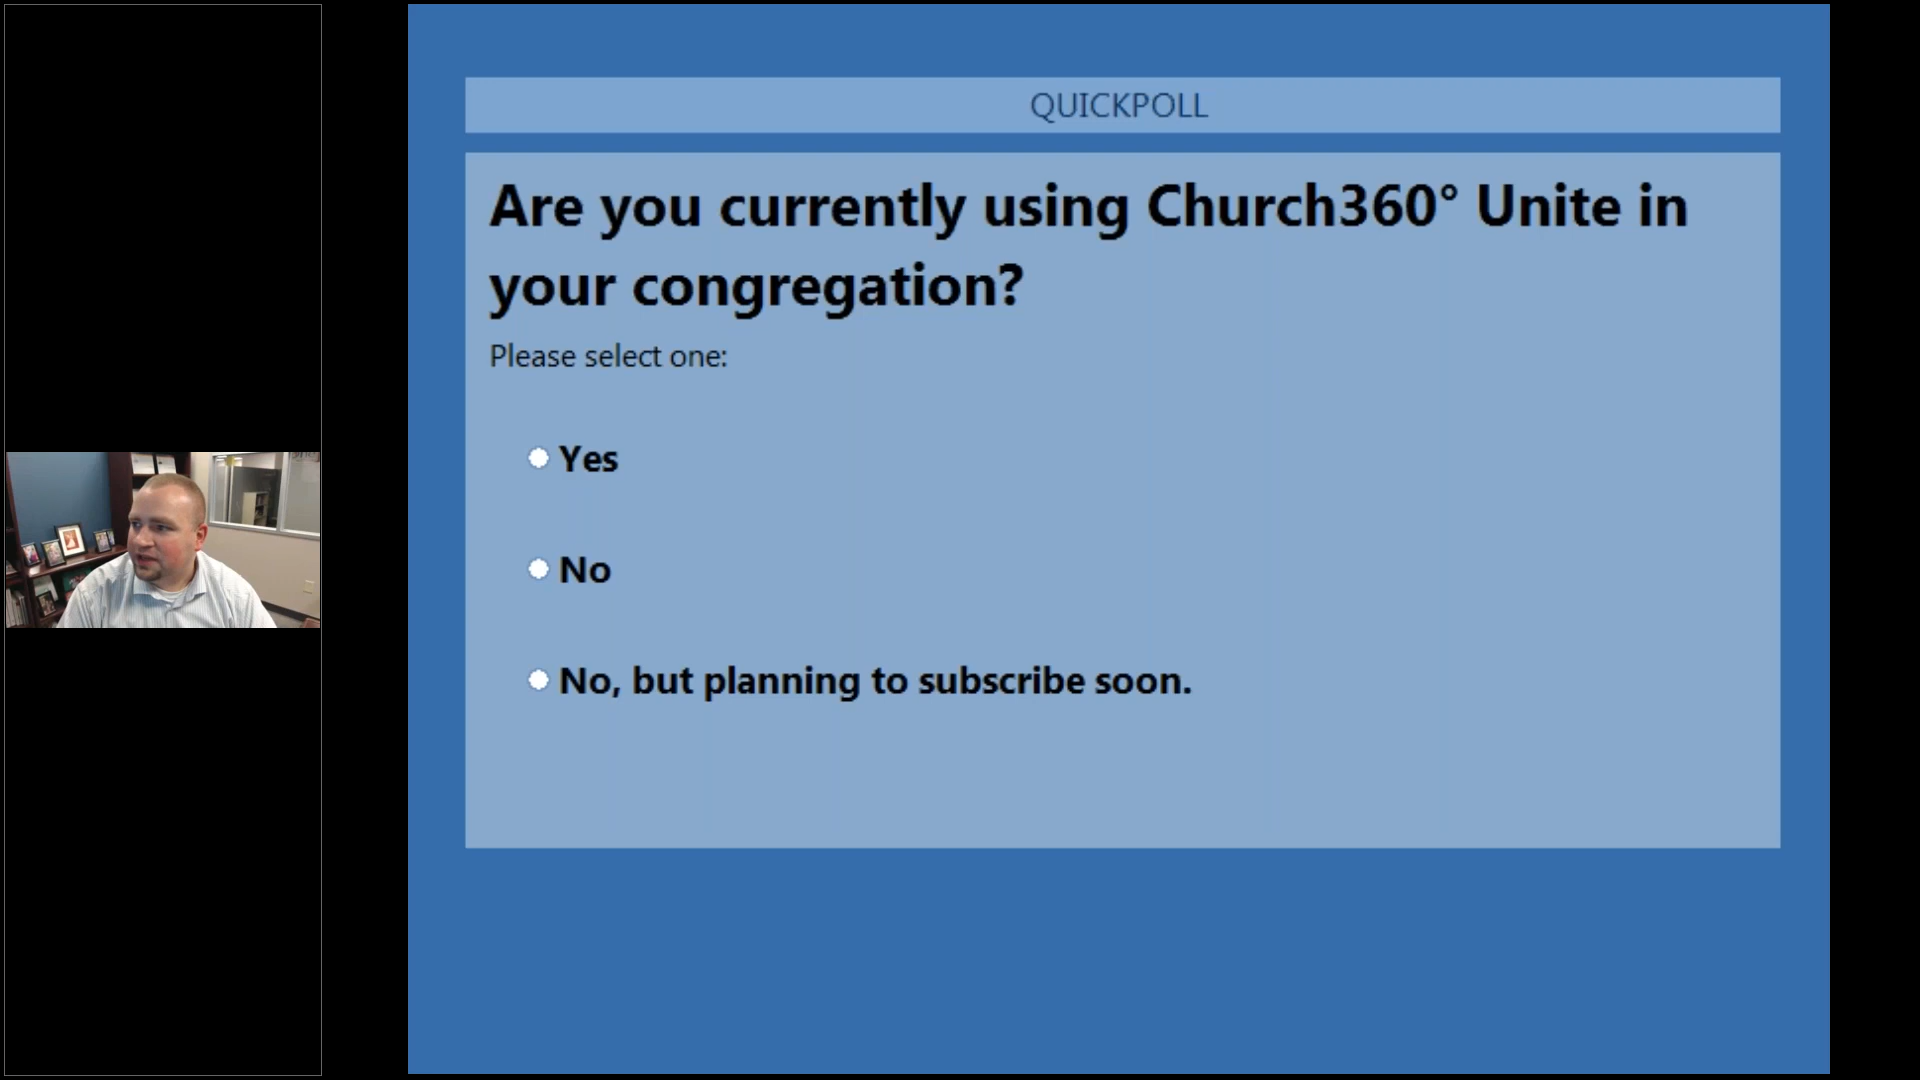 QUICKPOLL
Are you currently using Church360° Unite in
your congregation?
Please select one:
Yes
No
No, but planning to subscribe soon.